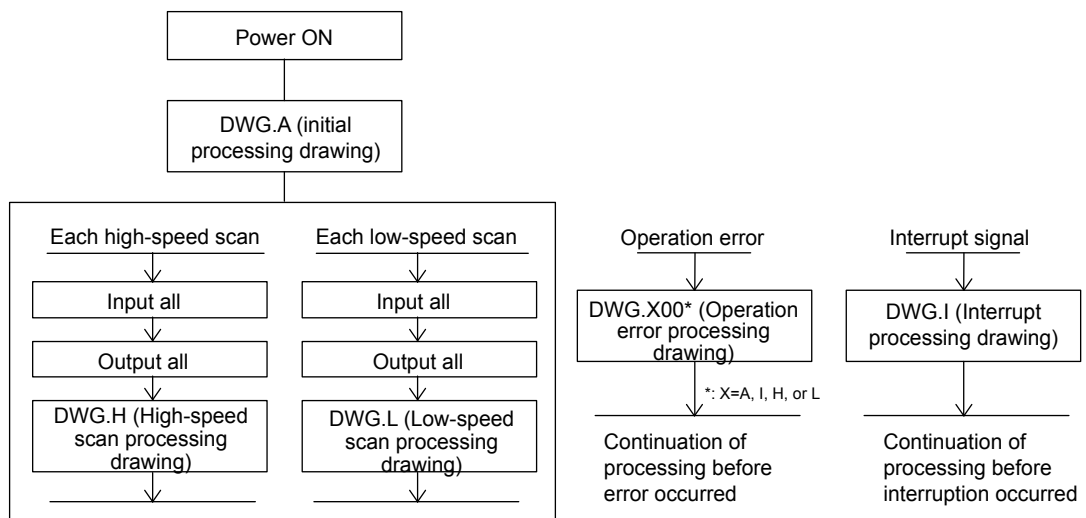 Power ON
DWG.A (initial
processing drawing)
Each high-speed scan
Input all
Output all
DWG.H (High-speed
scan processing
drawing)
Each low-speed scan
Input all
Output all
DWG.L (Low-speed
scan processing
drawing)
Operation error
DWG.X00* (Operation
error processing
drawing)
*: X=A, I, H, or L
Continuation of
processing before
error occurred
Interrupt signal
DWG.I (Interrupt
processing drawing)
Continuation of
processing before
interruption occurred